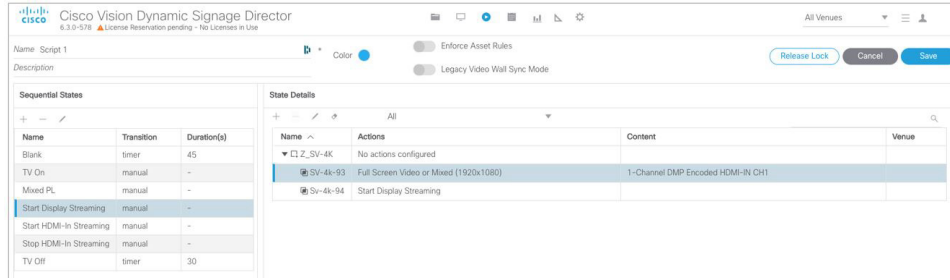 CISCO
Cisco Vision Dynamic Signage Director
6.3.0-578 License Reservation pending - No Licenses in Use
All Venues
Name Script 1
* Color
Enforce Asset Rules
Release Lock Cancel Save
Description
Legacy Video Wall Sync Mode
Sequential States
State Details
All
Name Transition Duration(s)
Blank timer 45
TV On manual -
Mixed PL manual -
Start Display Streaming manual -
Start HDMI-In Streaming manual -
Stop HDMI-In Streaming manual -
TV Off timer 30
Name Actions Content Venue
Z_SV-4K No actions configured
SV-4k-93 Full Screen Video or Mixed (1920x1080) 1-Channel DMP Encoded HDMI-IN CH1
Sv-4k-94 Start Display Streaming